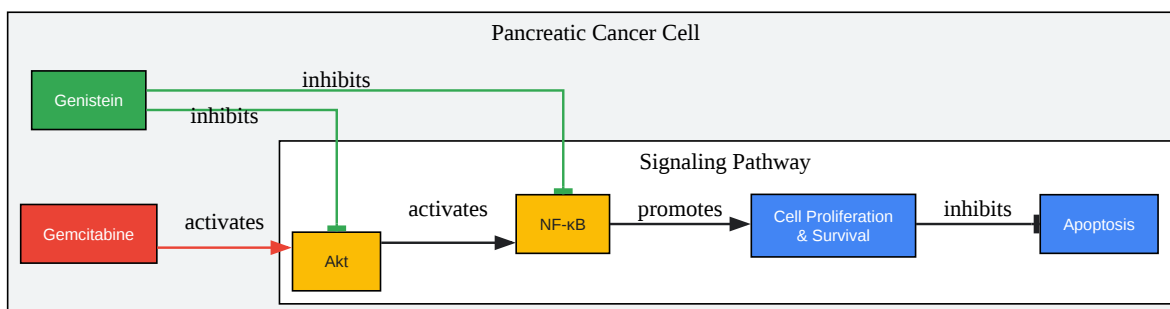 Pancreatic Cancer Cell
inhibits
Genistein
inhibits
Signaling Pathway
Gemcitabine
activates
Akt
activates
NF-κB
promotes
Cell Proliferation
& Survival
inhibits
Apoptosis